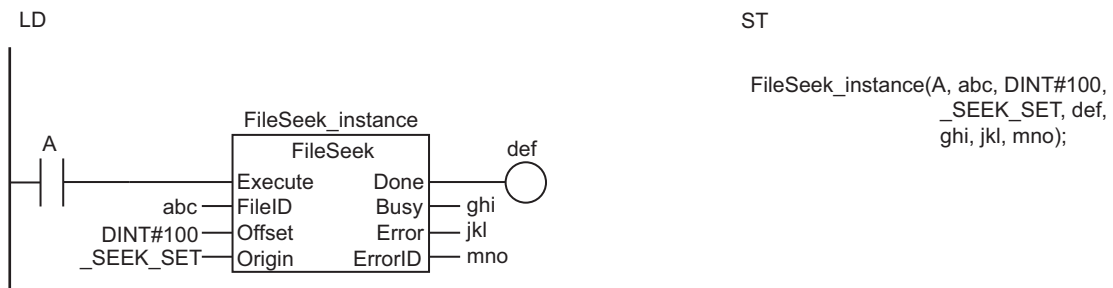 LD
ST
FileSeek_instance(A, abc, DINT#100,
_SEEK_SET, def,
ghi, jkl, mno);
FileSeek_instance
A
FileSeek
def
Execute Done
abc FileID Busy ghi
DINT#100 Offset Error jkl
_SEEK_SET Origin ErrorID mno